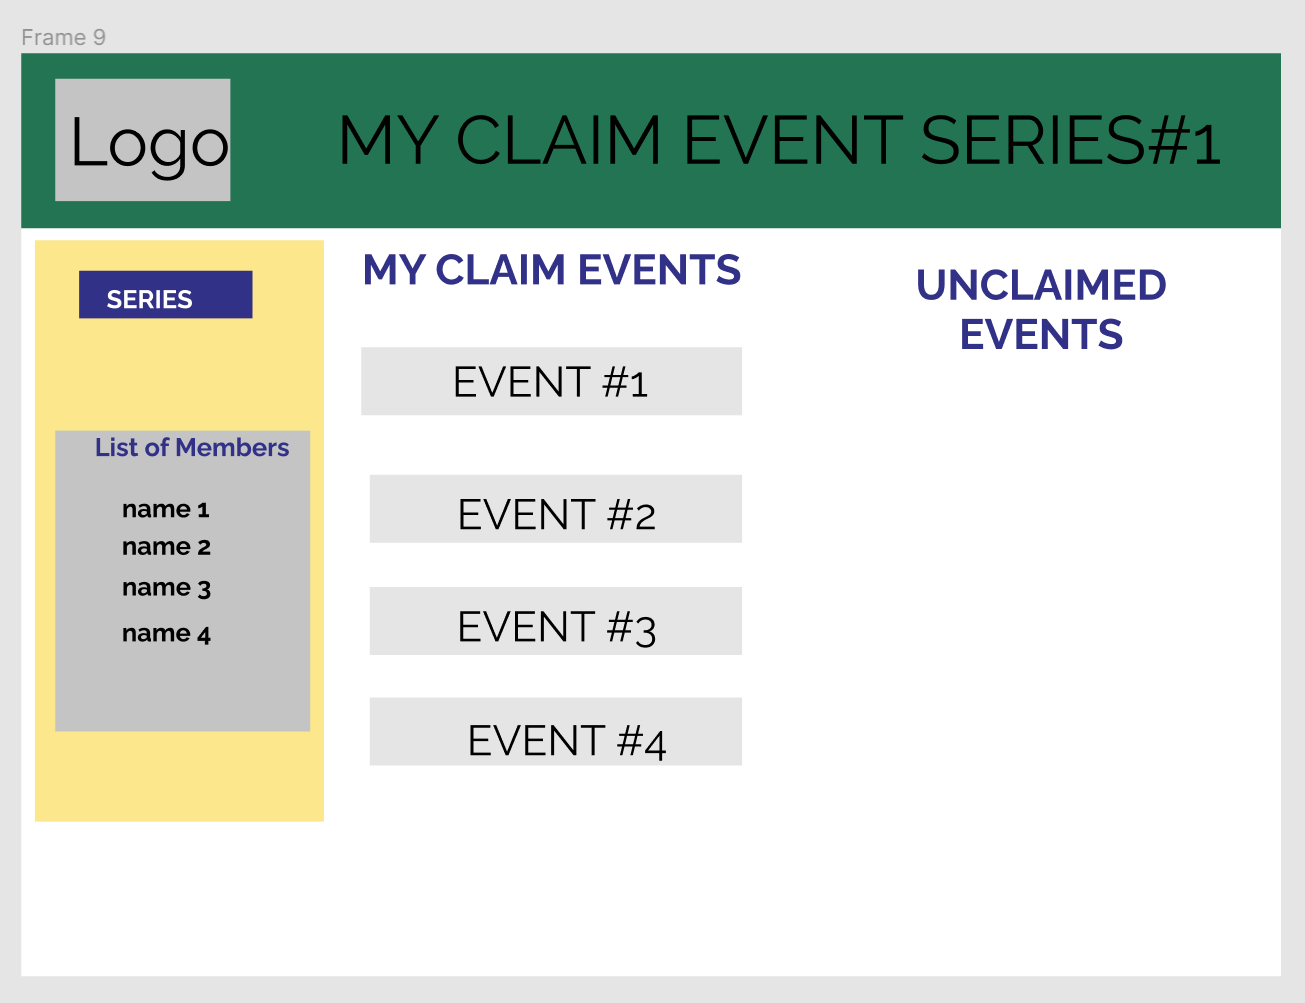 Frame 9
Logo
MY CLAIM EVENT SERIES#1
SERIES
List of Members
name 1
name 2
name 3
name 4
MY CLAIM EVENTS
EVENT #1
EVENT #2
EVENT #3
EVENT #4
UNCLAIMED
EVENTS